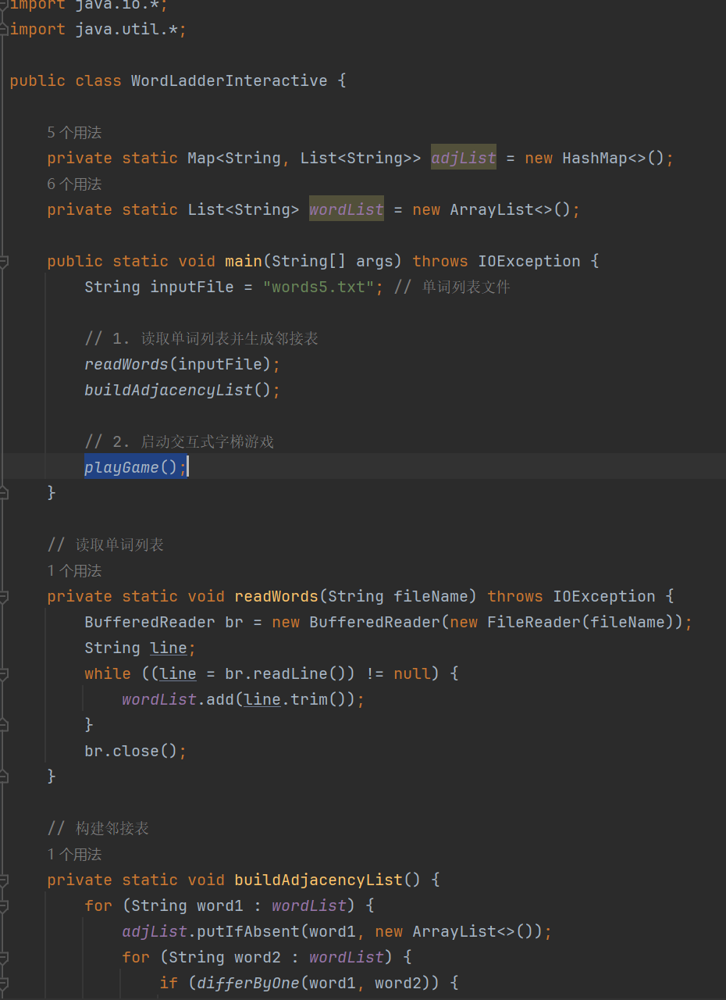 import java.io.*;
import java.util.*;
public class WordLadderInteractive {
5 个用法
private static Map<String, List<String>> adjList = new HashMap<>();
6 个用法
private static List<String> wordList = new ArrayList<>();
public static void main(String[] args) throws IOException {
String inputFile = "words5.txt"; // 单词列表文件
// 1. 读取单词列表并生成邻接表
readWords(inputFile);
buildAdjacencyList();
// 2. 启动交互式字梯游戏
playGame();
}
// 读取单词列表
1 个用法
private static void readWords(String fileName) throws IOException {
BufferedReader br = new BufferedReader(new FileReader(fileName));
String line;
while ((line = br.readLine()) != null) {
wordList.add(line.trim());
}
br.close();
}
// 构建邻接表
1 个用法
private static void buildAdjacencyList() {
for (String word1 : wordList) {
adjList.putIfAbsent(word1, new ArrayList<>());
for (String word2 : wordList) {
if (differByOne(word1, word2)) {